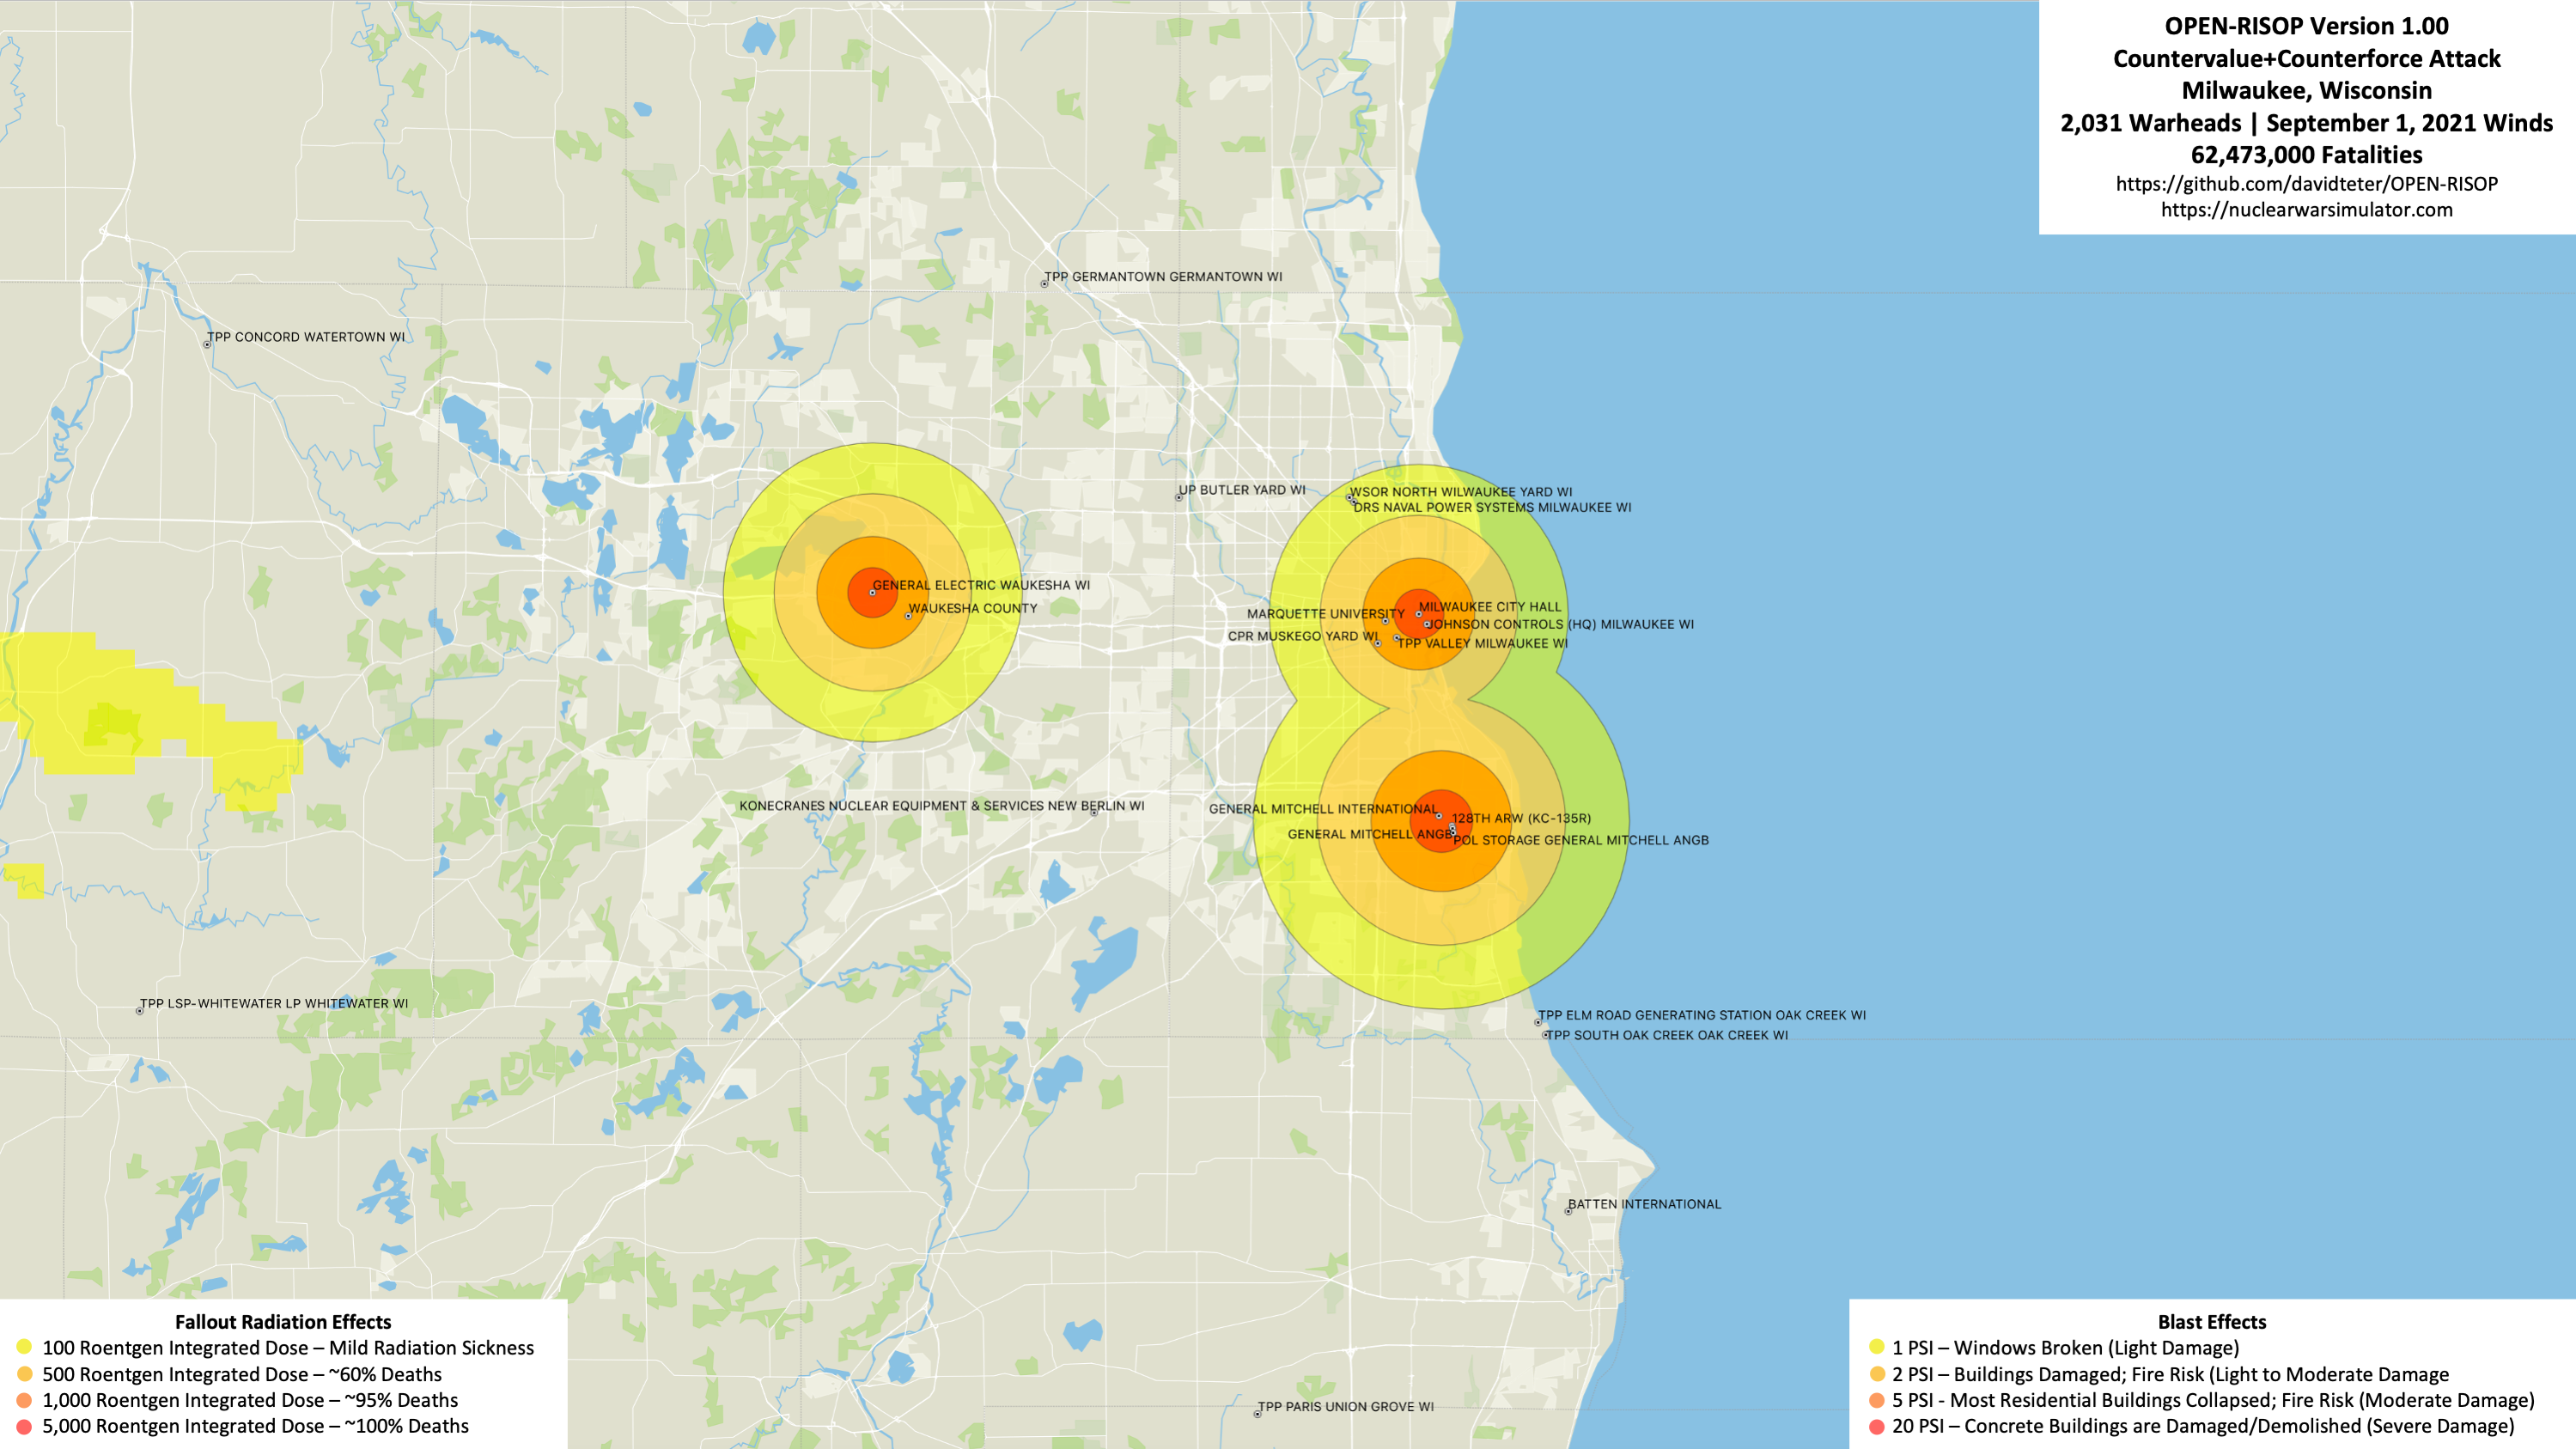 OPEN-RISOP Version 1.00
Countervalue+Counterforce Attack
Milwaukee, Wisconsin
2,031 Warheads | September 1, 2021 Winds
62,473,000 Fatalities
https://github.com/davidteter/OPEN-RISOP
https://nuclearwarsimulator.com
TPP GERMANTOWN GERMANTOWN WI
TPP CONCORD WATERTOWN WI
UP BUTLER YARD WI
WSOR NORTH WILWAUKEE YARD WI
DRS NAVAL POWER SYSTEMS MILWAUKEE WI
GENERAL ELECTRIC WAUKESHA WI
WAUKESHA COUNTY
MILWAUKEE CITY HALL
MARQUETTE UNIVERSITY
JOHNSON CONTROLS (HQ) MILWAUKEE WI
CPR MUSKEGO YARD WI
TPP VALLEY MILWAUKEE WI
KONECRANES NUCLEAR EQUIPMENT & SERVICES NEW BERLIN WI
GENERAL MITCHELL INTERNATIONAL
128TH ARW (KC-135R)
GENERAL MITCHELL ANGB
POL STORAGE GENERAL MITCHELL ANGB
TPP LSP-WHITEWATER LP WHITEWATER WI
TPP ELM ROAD GENERATING STATION OAK CREEK WI
TPP SOUTH OAK CREEK OAK CREEK WI
BATTEN INTERNATIONAL
TPP PARIS UNION GROVE WI
Fallout Radiation Effects
100 Roentgen Integrated Dose – Mild Radiation Sickness
500 Roentgen Integrated Dose – ~60% Deaths
1,000 Roentgen Integrated Dose – ~95% Deaths
5,000 Roentgen Integrated Dose – ~100% Deaths
Blast Effects
1 PSI – Windows Broken (Light Damage)
2 PSI – Buildings Damaged; Fire Risk (Light to Moderate Damage
5 PSI - Most Residential Buildings Collapsed; Fire Risk (Moderate Damage)
20 PSI – Concrete Buildings are Damaged/Demolished (Severe Damage)